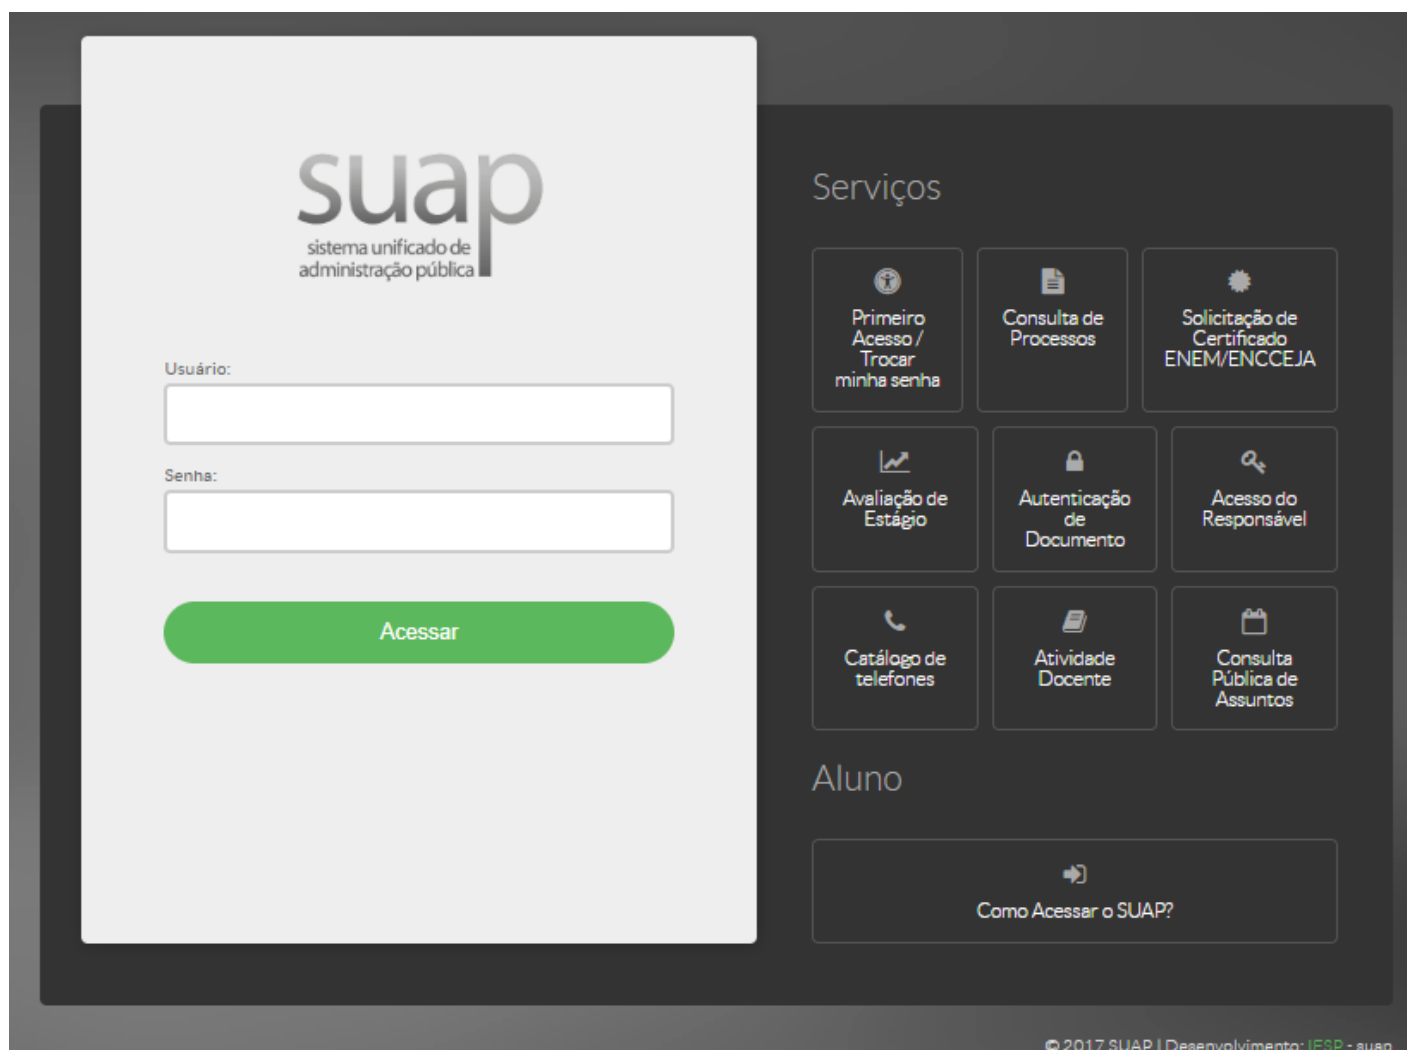 suap
sistema unificado de
administração pública
Usuário:
Senha:
Acessar
Serviços
Primeiro
Acesso /
Trocar
minha senha
Consulta de
Processos
Solicitação de
Certificado
ENEM/ENCCEJA
Avaliação de
Estágio
Autenticação
de
Documento
Acesso do
Responsável
Catálogo de
telefones
Atividade
Docente
Consulta
Pública de
Assuntos
Aluno
Como Acessar o SUAP?
© 2017 SUAP | Desenvolvimento: IFSP - suap